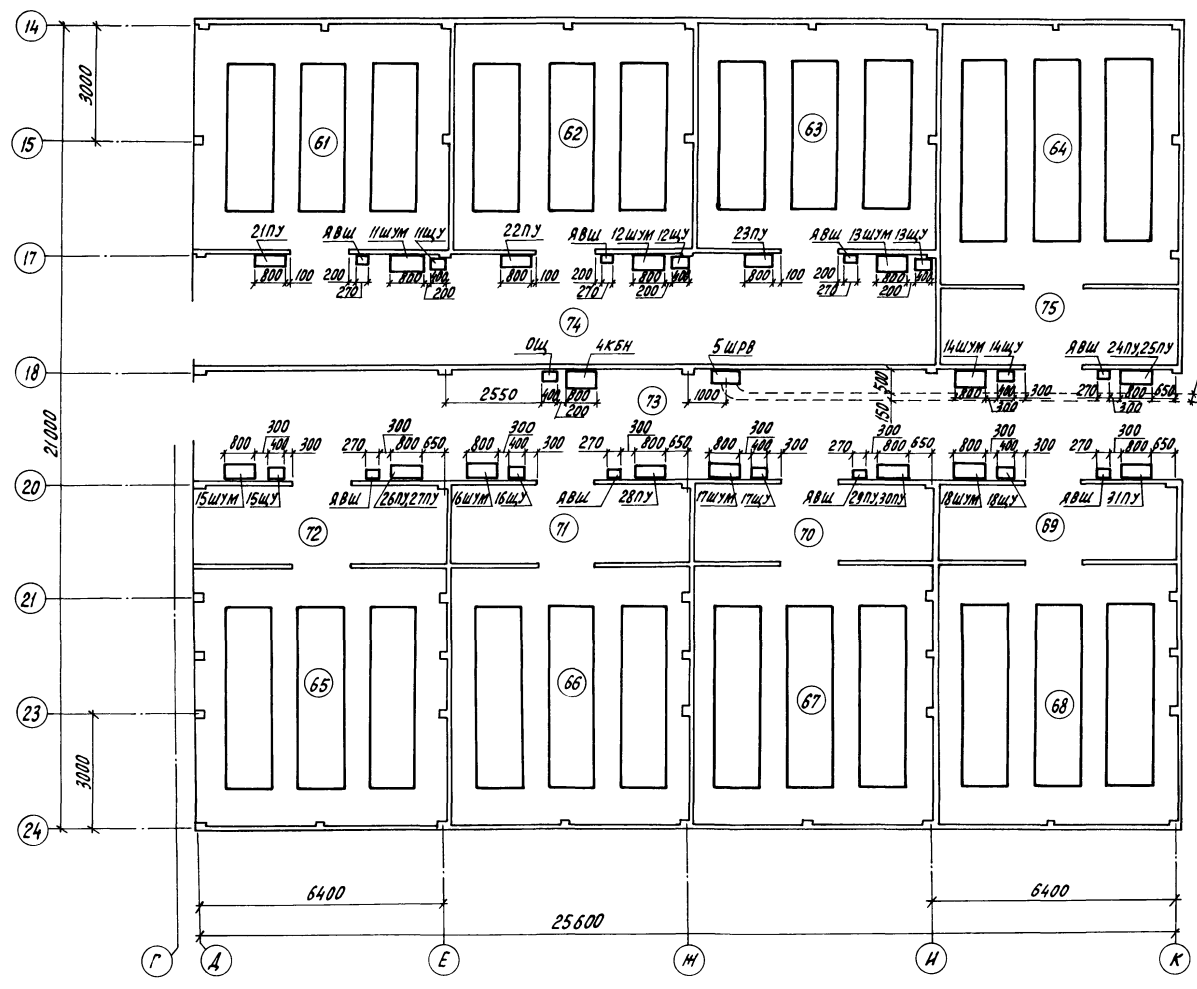 14
3000
15
61
62
63
64
21ПУ ЯВШ 11ШУМ 11ЩУ 22ПУ ЯВШ 12ШУМ 12ЩУ 23ПУ ЯВШ 13ШУМ 13ЩУ
17
800 100 200 800 400 800 100 200 800 400 800 100 200 800 400
270 200 270 200 270 200
74
75
ОЩ 4КБН 5ШРВ 14ШУМ 14ЩУ ЯВШ 24ПУ,25ПУ
18
21000
2550 400 800 73 1000 500 800 400 300 270 800 650
200 150 300 300
300 300 300 300 300 300 300 300
800 400 300 270 800 650 800 400 300 270 800 650 800 400 300 270 800 650 800 400 300 270 800 650
20
15ШУМ 15ЩУ ЯВШ 26ПУ,27ПУ 16ШУМ 16ЩУ ЯВШ 28ПУ 17ШУМ 17ЩУ ЯВШ 29ПУ,30ПУ 18ШУМ 18ЩУ ЯВШ 31ПУ
72
71
70
69
21
65
66
67
68
23
3000
24
6400
6400
25600
Г
Д
Е
Ж
И
К